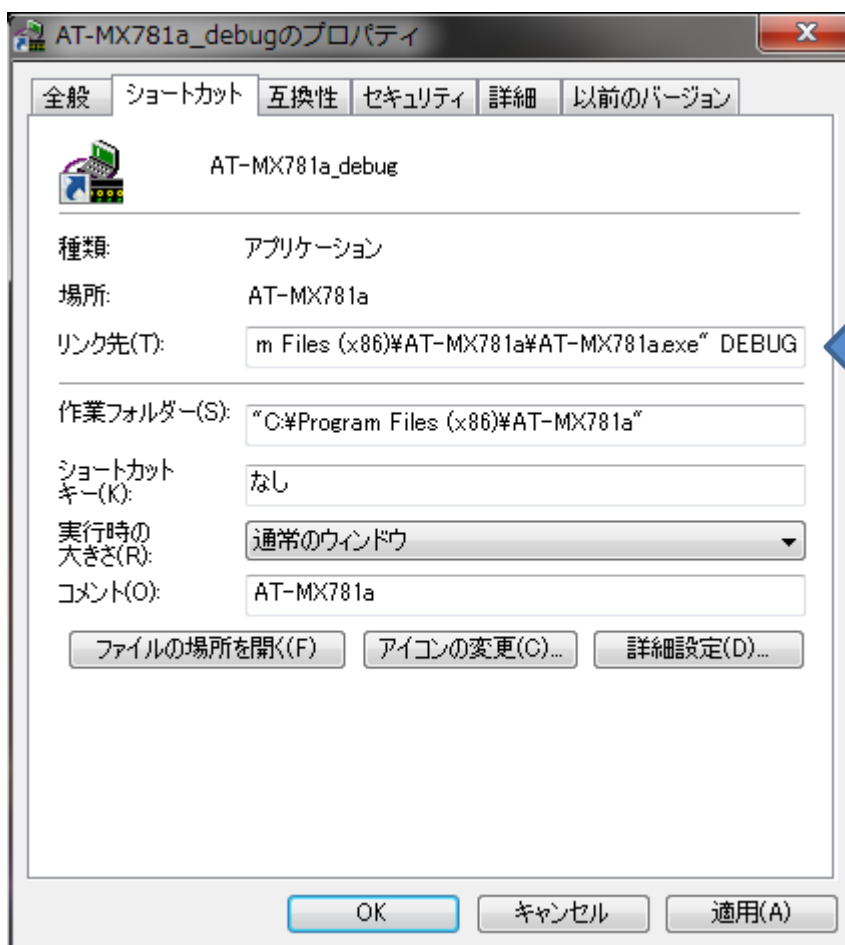 AT-MX781a_debugのプロパティ
全般 ショートカット 互換性 セキュリティ 詳細 以前のバージョン
AT-MX781a_debug
種類: アプリケーション
場所: AT-MX781a
リンク先(T): m Files (x86)¥AT-MX781a¥AT-MX781a.exe" DEBUG
作業フォルダー(S): "C:¥Program Files (x86)¥AT-MX781a"
ショートカット
キー(K): なし
実行時の
大きさ(R): 通常のウィンドウ
コメント(O): AT-MX781a
ファイルの場所を開く(F) アイコンの変更(C)... 詳細設定(D)...
OK キャンセル 適用(A)